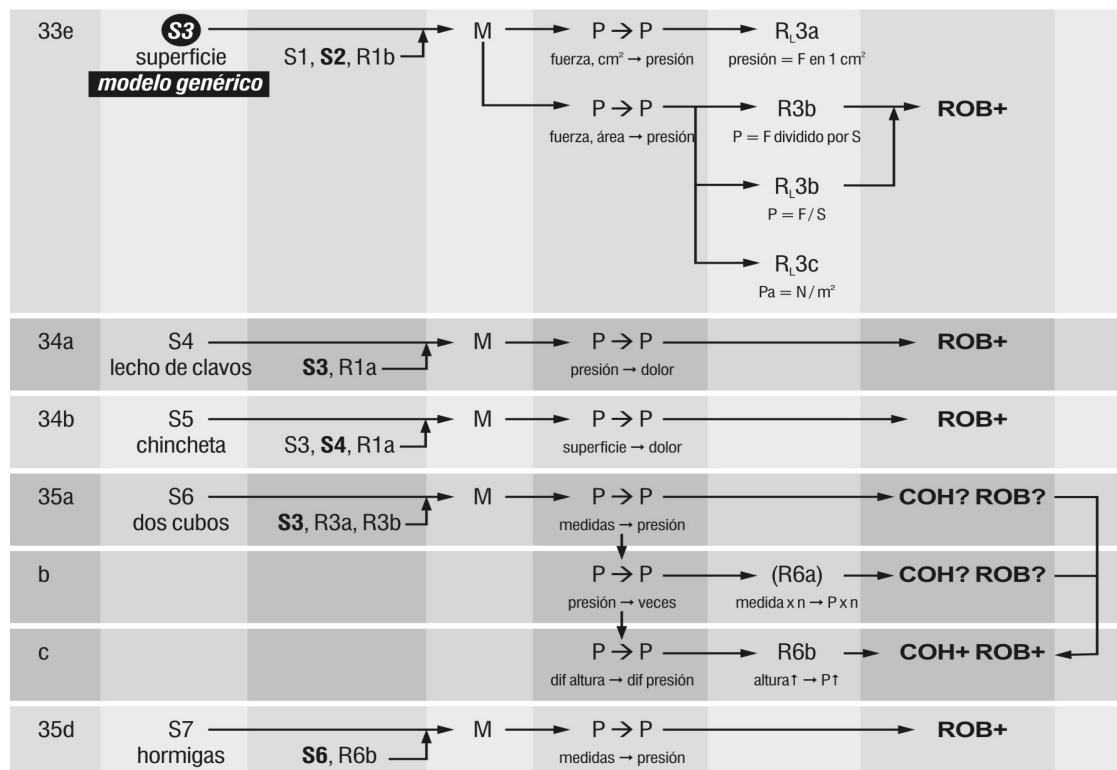 33e S3 M P → P R_L3a
superficie S1, S2, R1b fuerza, cm² → presión presión = F en 1 cm²
modelo genérico
P → P R3b ROB+
fuerza, área → presión P = F dividido por S
R_L3b
P = F / S
R_L3c
Pa = N / m²
34a S4 M P → P ROB+
lecho de clavos S3, R1a presión → dolor
34b S5 M P → P ROB+
chincheta S3, S4, R1a superficie → dolor
35a S6 M P → P COH? ROB?
dos cubos S3, R3a, R3b medidas → presión
b P → P (R6a) COH? ROB?
presión → veces medida x n → P x n
c P → P R6b COH+ ROB+
dif altura → dif presión altura↑ → P↑
35d S7 M P → P ROB+
hormigas S6, R6b medidas → presión